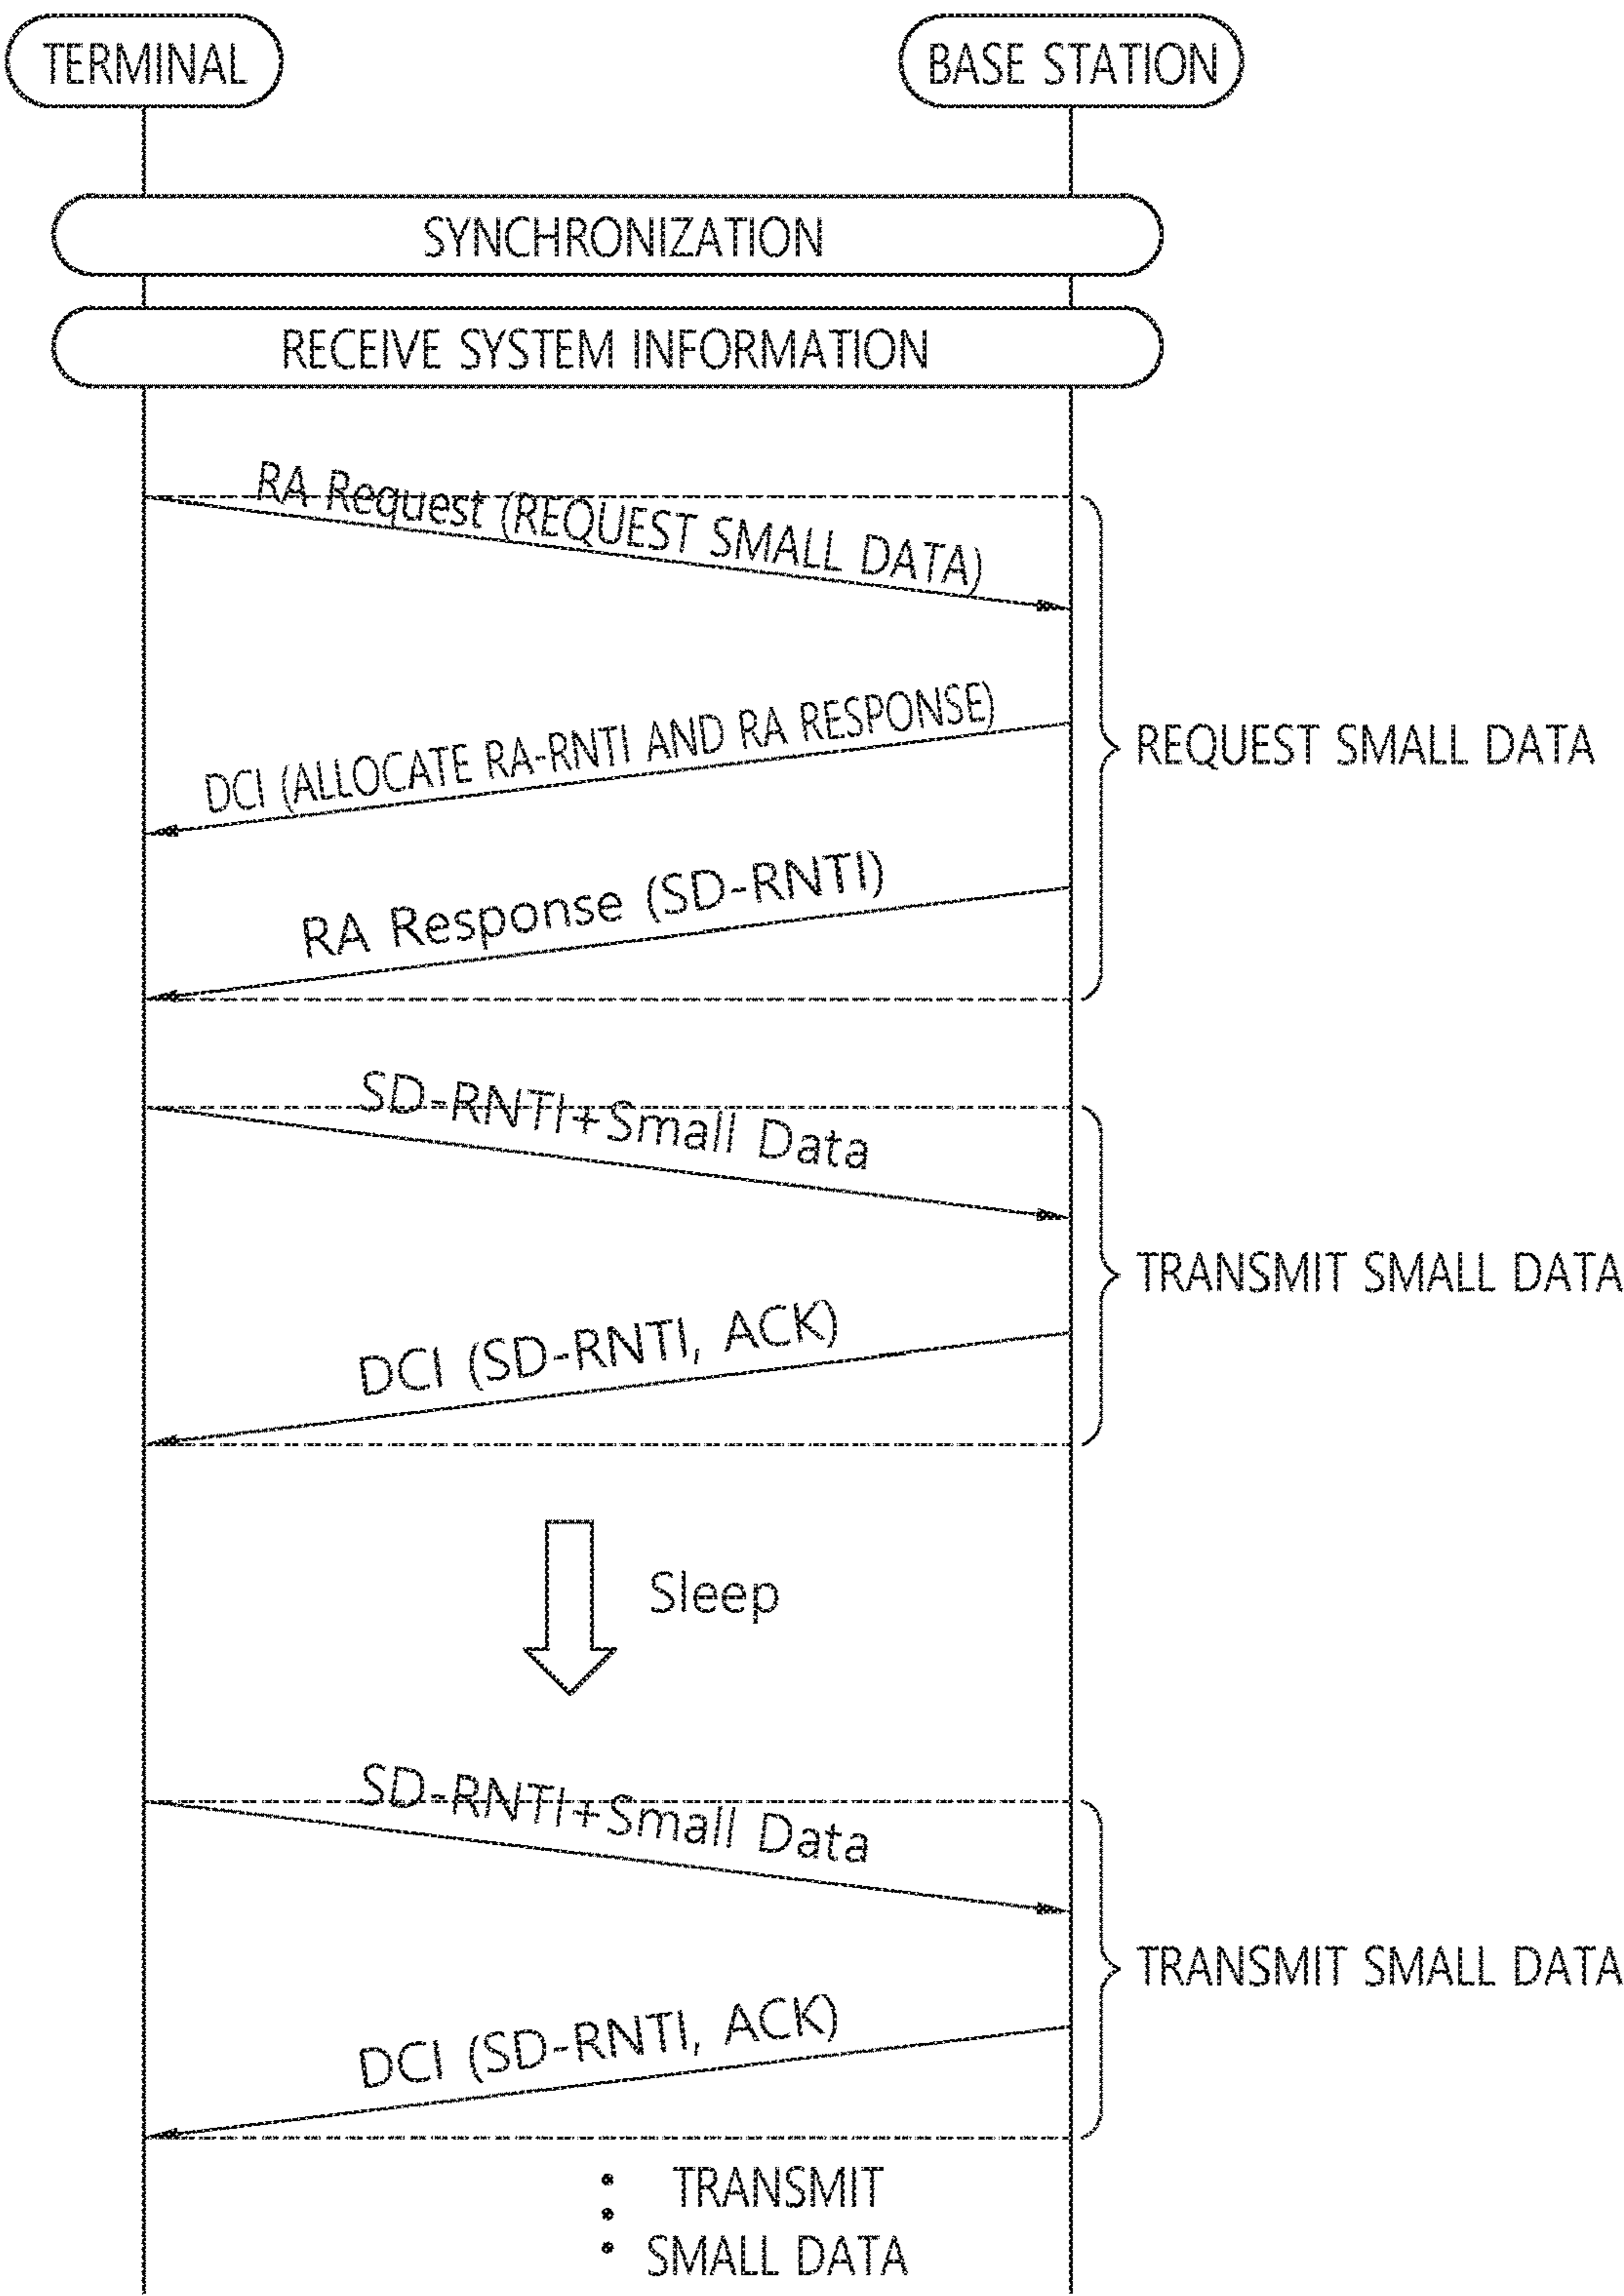 TERMINAL
BASE STATION
SYNCHRONIZATION
RECEIVE SYSTEM INFORMATION
RA Request (REQUEST SMALL DATA)
DCI (ALLOCATE RA-RNTI AND RA RESPONSE)
REQUEST SMALL DATA
RA Response (SD-RNTI)
SD-RNTI+Small Data
TRANSMIT SMALL DATA
DCI (SD-RNTI, ACK)
Sleep
SD-RNTI+Small Data
TRANSMIT SMALL DATA
DCI (SD-RNTI, ACK)
TRANSMIT
SMALL DATA